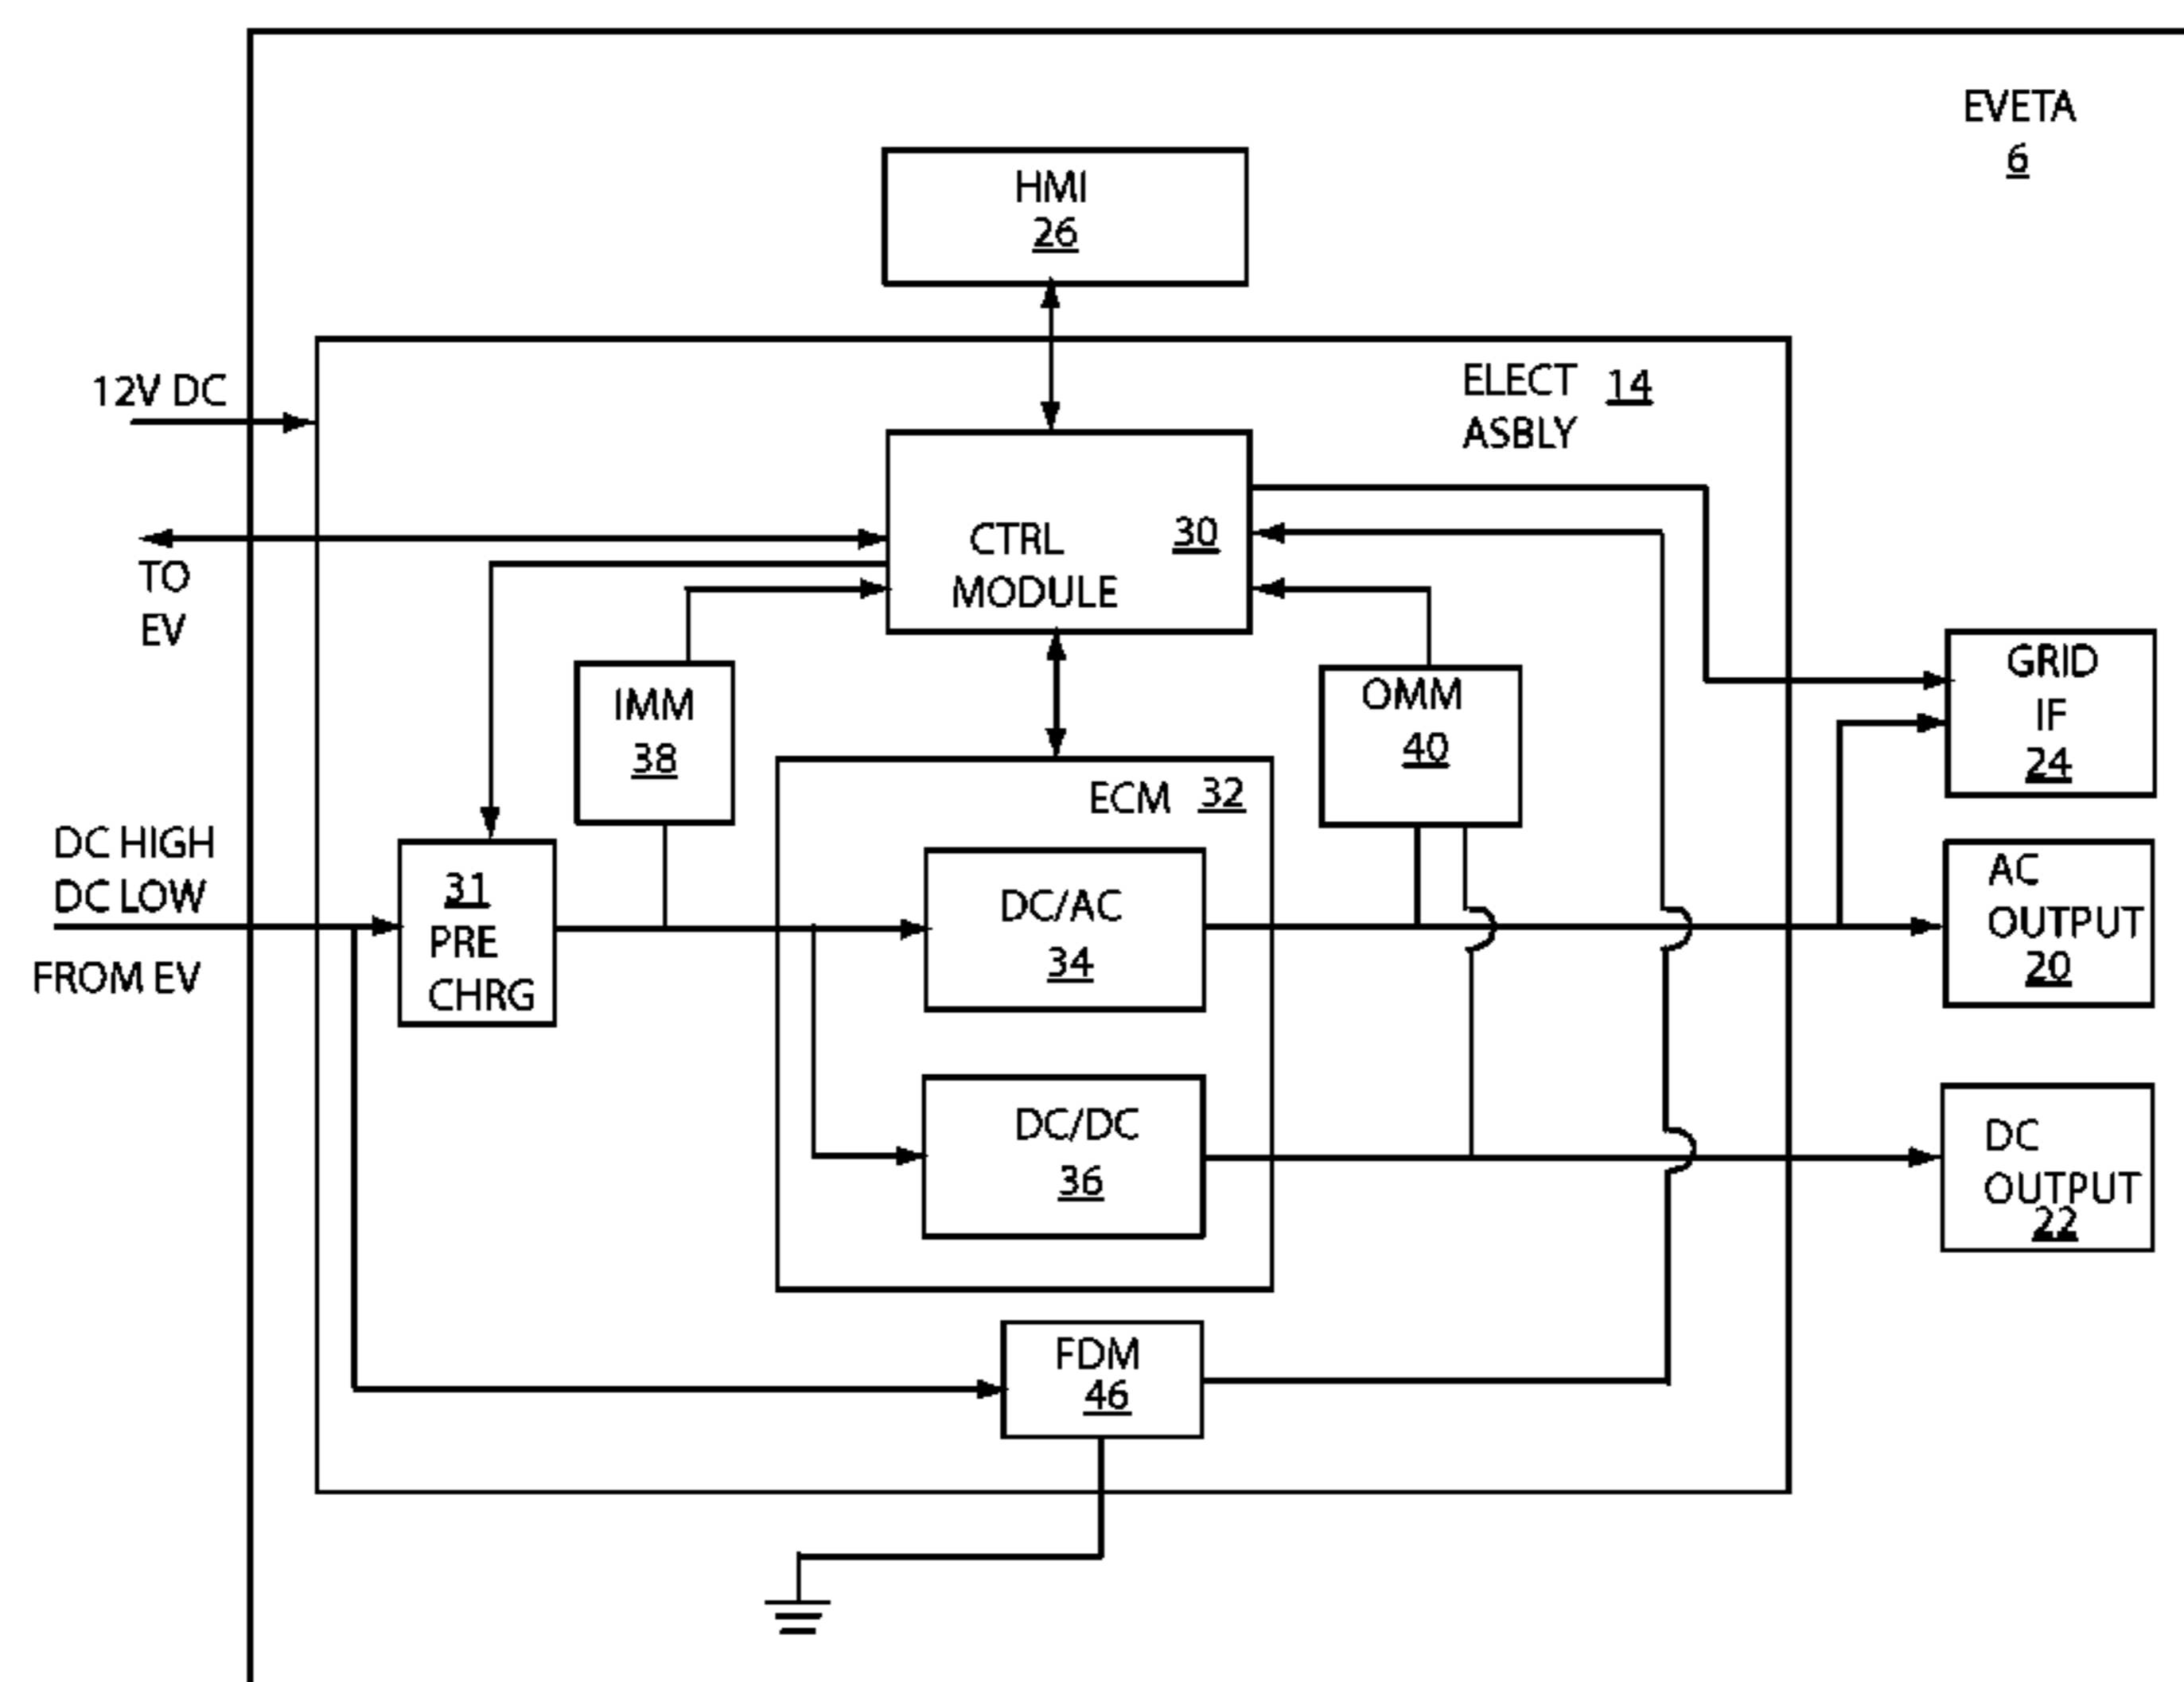 EVETA
6
HMI
26
12V DC
ELECT 14
ASBLY
TO
EV
CTRL 30
MODULE
IMM
38
OMM
40
GRID
IF
24
ECM 32
DC HIGH
DC LOW
FROM EV
31
PRE
CHRG
DC/AC
34
AC
OUTPUT
20
DC/DC
36
DC
OUTPUT
22
FDM
46